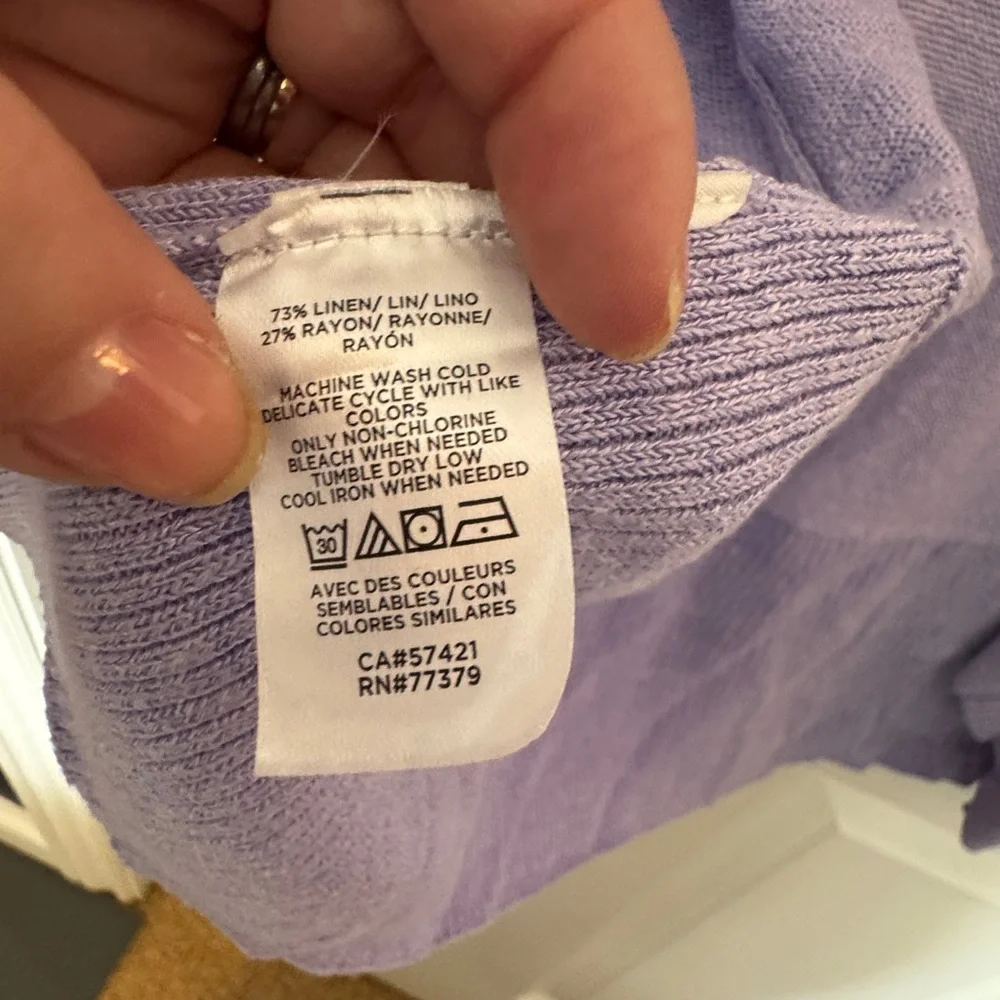 73% LINEN/ LIN/ LINO
27% RAYON/ RAYONNE/
RAYÓN
MACHINE WASH COLD
DELICATE CYCLE WITH LIKE
COLORS
ONLY NON-CHLORINE
BLEACH WHEN NEEDED
TUMBLE DRY LOW
COOL IRON WHEN NEEDED
30
AVEC DES COULEURS
SEMBLABLES / CON
COLORES SIMILARES
CA#57421
RN#77379